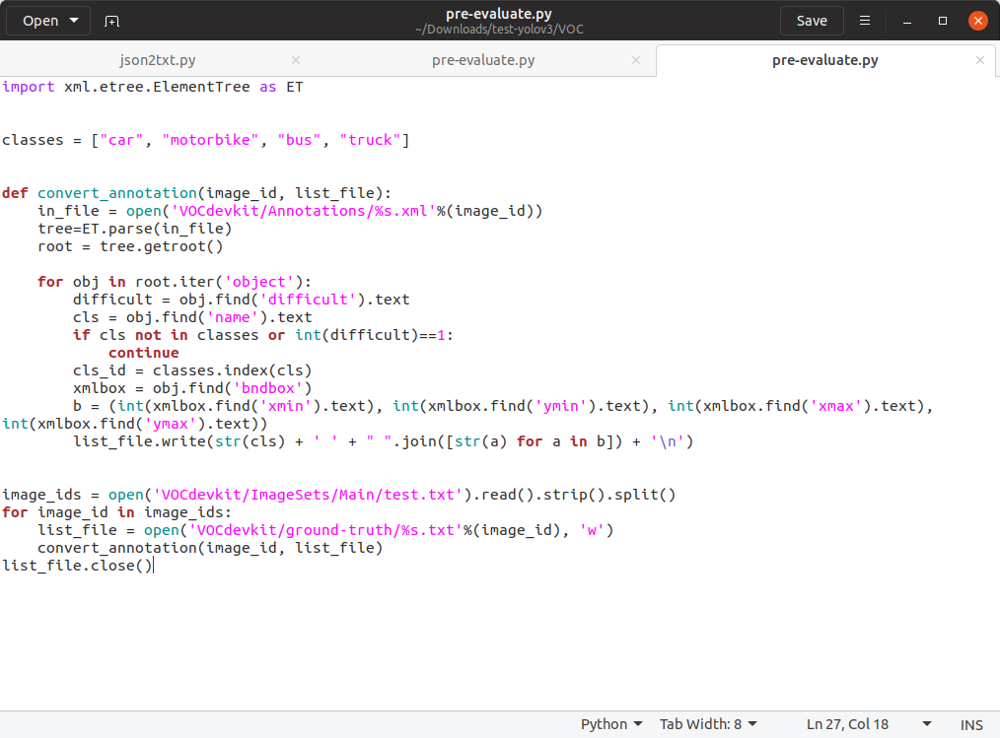 Open
pre-evaluate.py
~/Downloads/test-yolov3/VOC
Save
json2txt.py
pre-evaluate.py
pre-evaluate.py
import xml.etree.ElementTree as ET
classes = ["car", "motorbike", "bus", "truck"]
def convert_annotation(image_id, list_file):
    in_file = open('VOCdevkit/Annotations/%s.xml'%(image_id))
    tree=ET.parse(in_file)
    root = tree.getroot()
    for obj in root.iter('object'):
        difficult = obj.find('difficult').text
        cls = obj.find('name').text
        if cls not in classes or int(difficult)==1:
            continue
        cls_id = classes.index(cls)
        xmlbox = obj.find('bndbox')
        b = (int(xmlbox.find('xmin').text), int(xmlbox.find('ymin').text), int(xmlbox.find('xmax').text),
int(xmlbox.find('ymax').text))
        list_file.write(str(cls) + ' ' + " ".join([str(a) for a in b]) + '\n')
image_ids = open('VOCdevkit/ImageSets/Main/test.txt').read().strip().split()
for image_id in image_ids:
    list_file = open('VOCdevkit/ground-truth/%s.txt'%(image_id), 'w')
    convert_annotation(image_id, list_file)
list_file.close()
Python
Tab Width: 8
Ln 27, Col 18
INS